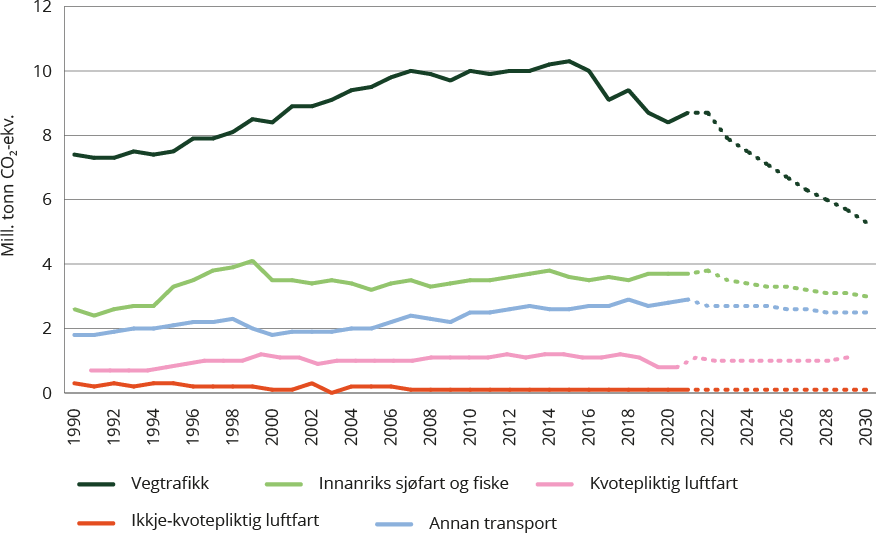 Mill. tonn CO₂-ekv.
12
10
8
6
4
2
0
1990 1992 1994 1996 1998 2000 2002 2004 2006 2008 2010 2012 2014 2016 2018 2020 2022 2024 2026 2028 2030
Vegtrafikk Innanriks sjøfart og fiske Kvotepliktig luftfart
Ikkje-kvotepliktig luftfart Annan transport